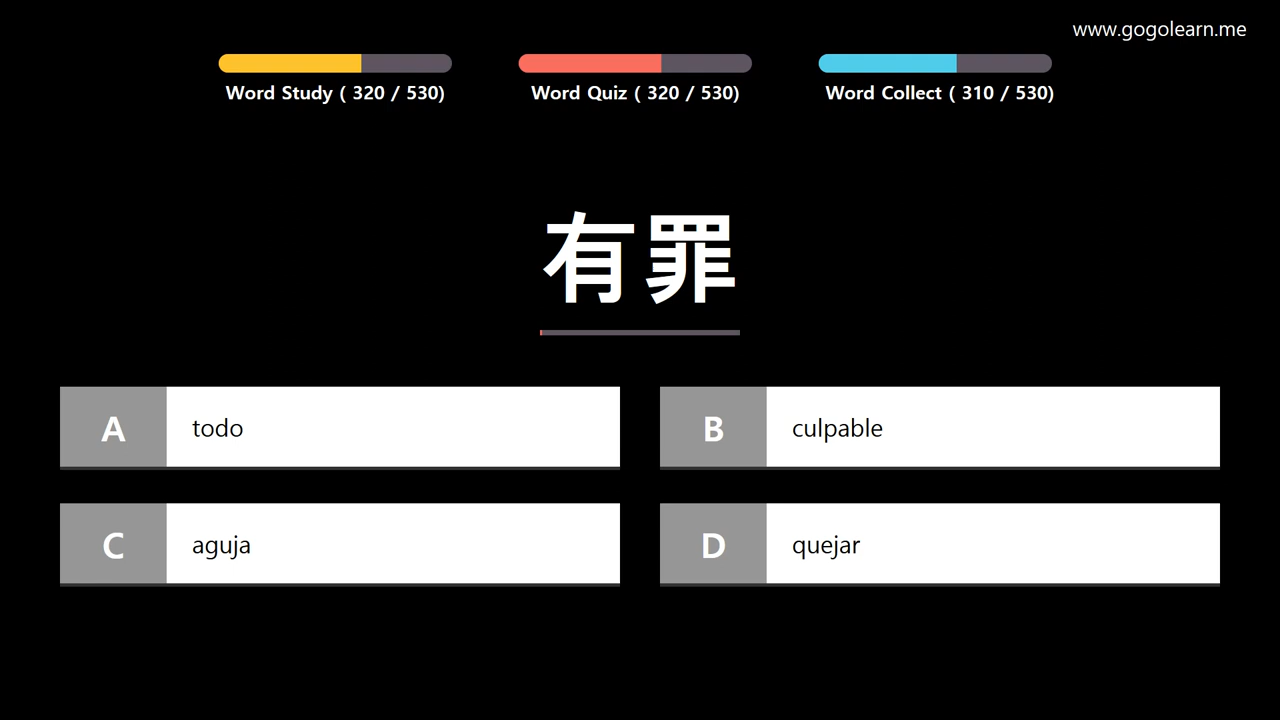 www.gogolearn.me
Word Study ( 320 / 530)
Word Quiz ( 320 / 530)
Word Collect ( 310 / 530)
有罪
A todo
B culpable
C aguja
D quejar